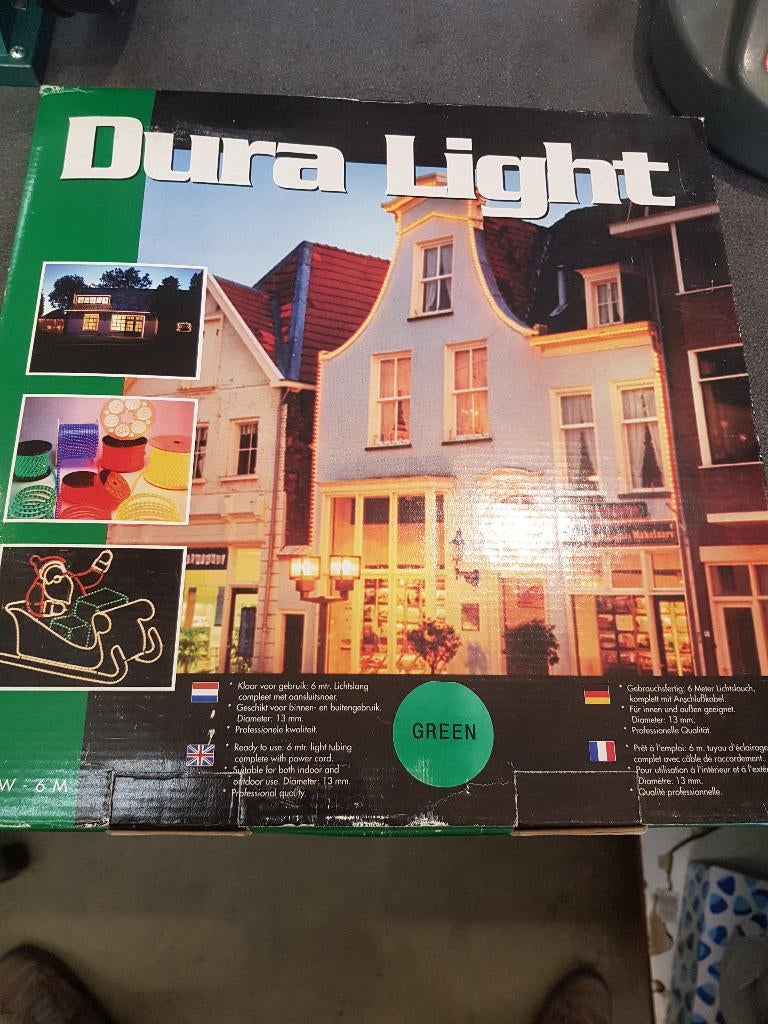 Dura Light
Makelaars
Klaar voor gebruik: 6 mtr. Lichtslang
compleet met aansluitsnoer.
Geschikt voor binnen- en buitengebruik.
Diameter: 13 mm.
Professionele kwaliteit.
Ready to use: 6 mtr. light tubing
complete with power cord.
Suitable for both indoor and
outdoor use. Diameter: 13 mm.
Professional quality.
GREEN
Gebrauchsfertig: 6 Meter Lichtslauch,
komplett mit Anschlußkabel.
Für innen und außen geeignet.
Diameter: 13 mm.
Professionelle Qualität.
Prêt à l'emploi: 6 m. tuyau d'éclairage
complet avec câble de raccordement.
Pour utilisation à l'intérieur et à l'exté
Diamètre: 13 mm.
Qualité professionnelle.
W - 6 M